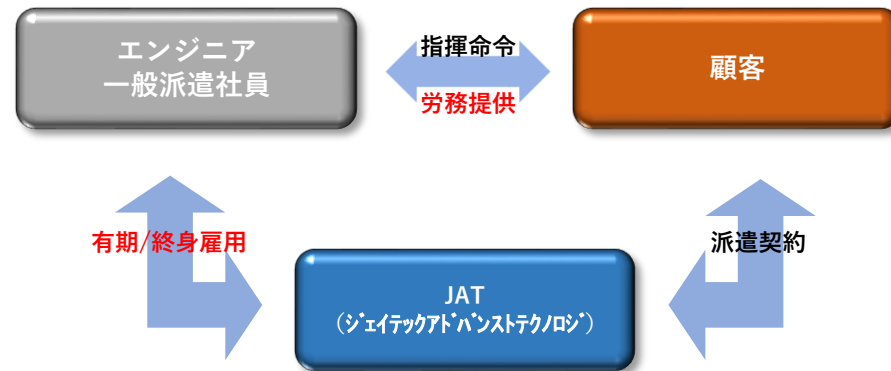 エンジニア
一般派遣社員
指揮命令
労務提供
顧客
有期/終身雇用
派遣契約
JAT
(ｼﾞｪｲﾃｯｸｱﾄﾞﾊﾞﾝｽﾄﾃｸﾉﾛｼﾞ)